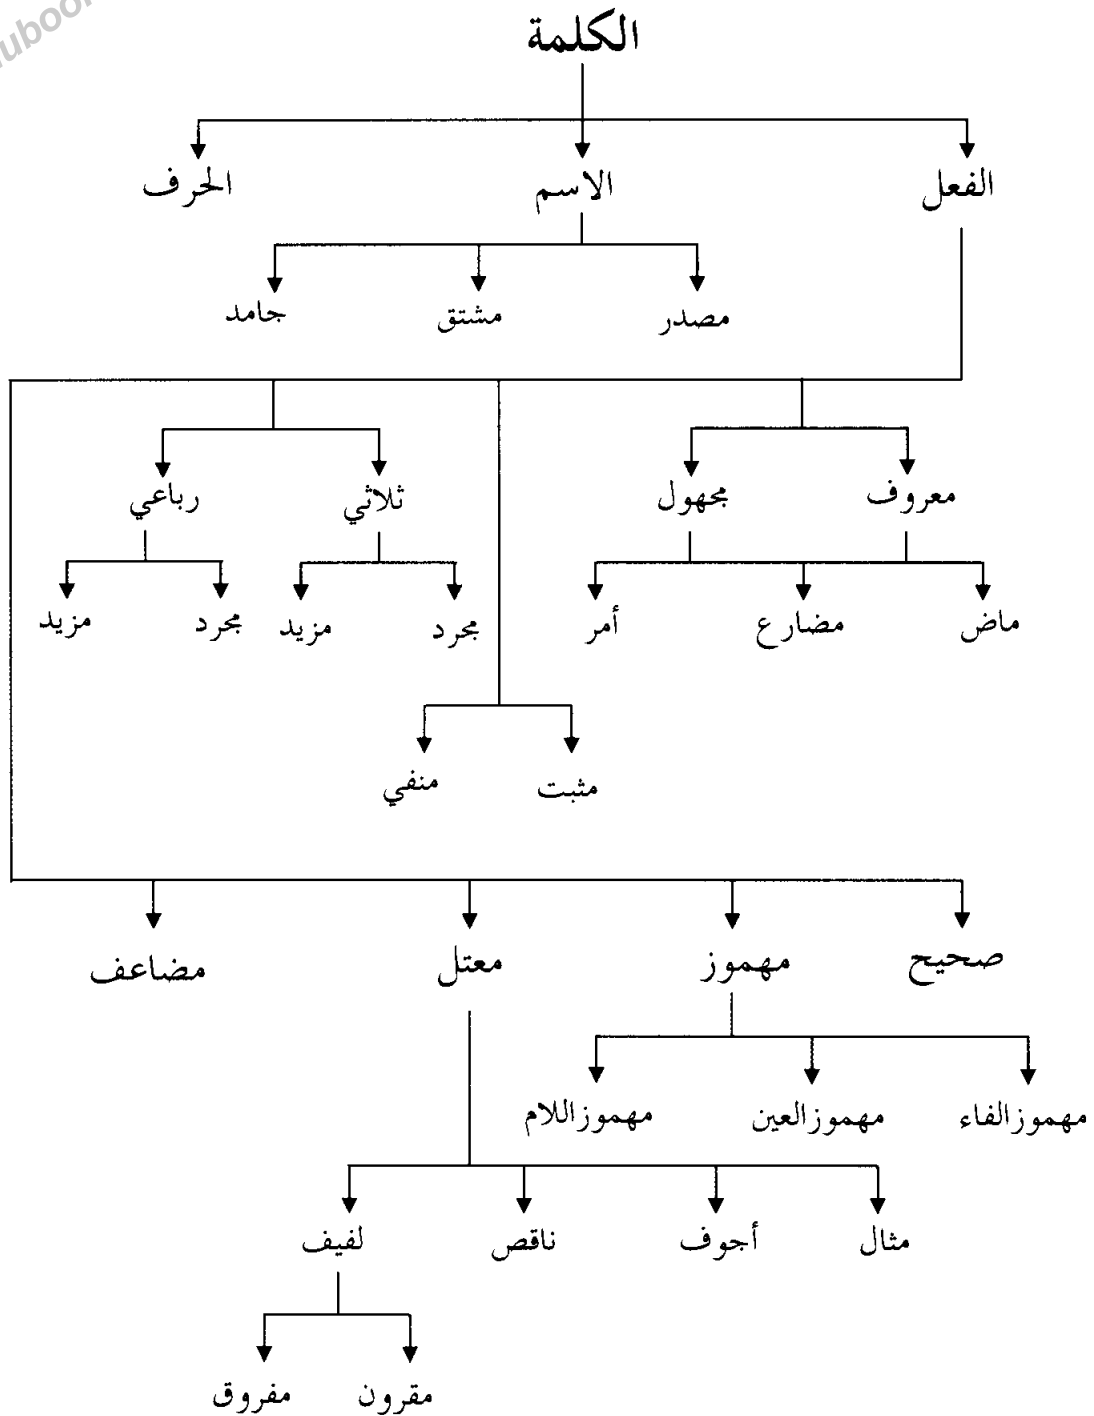 الكلمة
الفعل الاسم الحرف
مصدر مشتق جامد
معروف مجهول ثلاثي رباعي
ماض مضارع أمر مجرد مزيد مجرد مزيد
مثبت منفي
صحيح مهموز معتل مضاعف
مهموزالفاء مهموزالعين مهموزاللام
مثال أجوف ناقص لفيف
مقرون مفروق